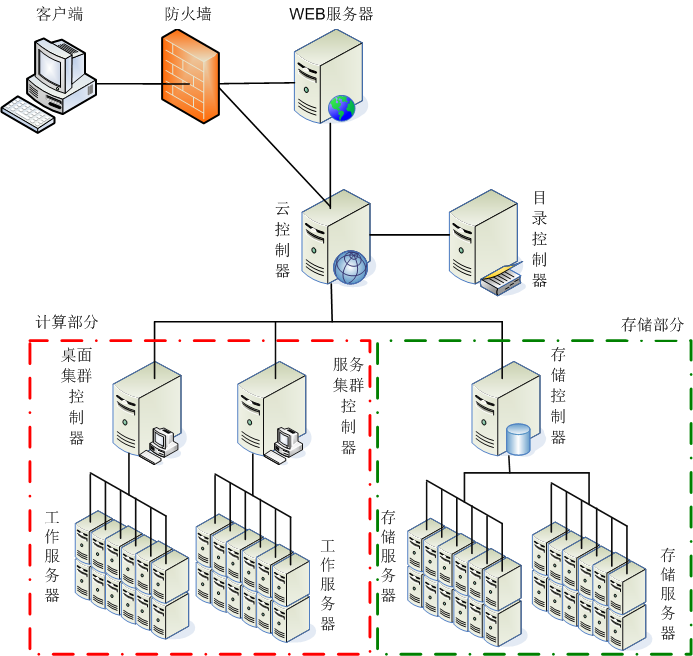 客户端
防火墙
WEB服务器
云控制器
目录控制器
计算部分
存储部分
桌面集群控制器
服务集群控制器
存储控制器
工作服务器
工作服务器
存储服务器
存储服务器